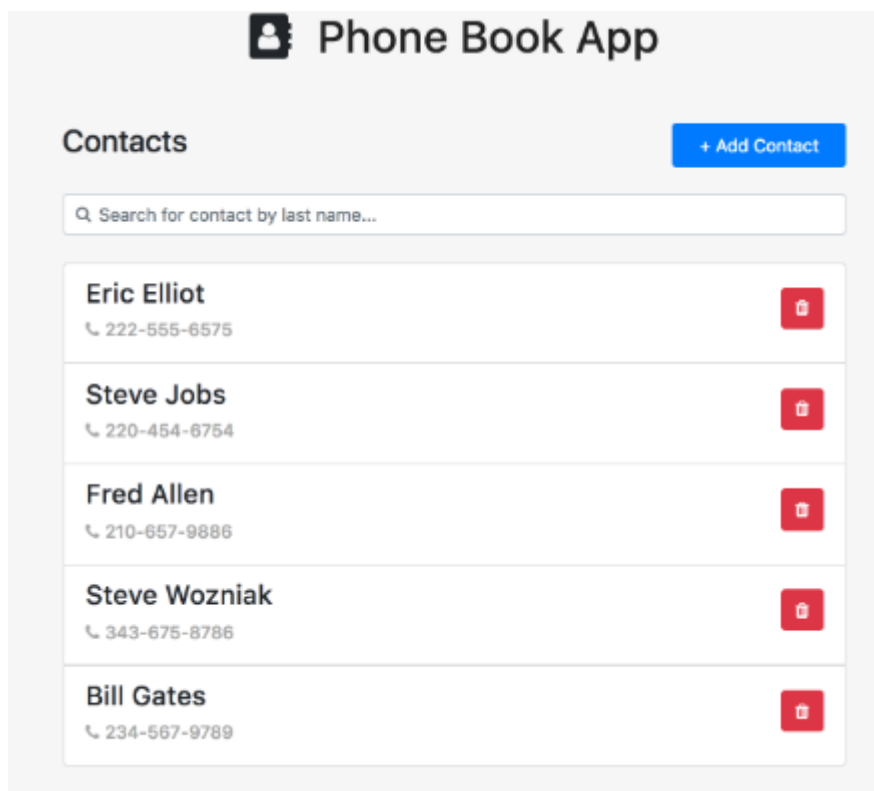 Phone Book App
Contacts
+ Add Contact
Search for contact by last name...
Eric Elliot
222-555-6575
Steve Jobs
220-454-6754
Fred Allen
210-657-9886
Steve Wozniak
343-675-8786
Bill Gates
234-567-9789